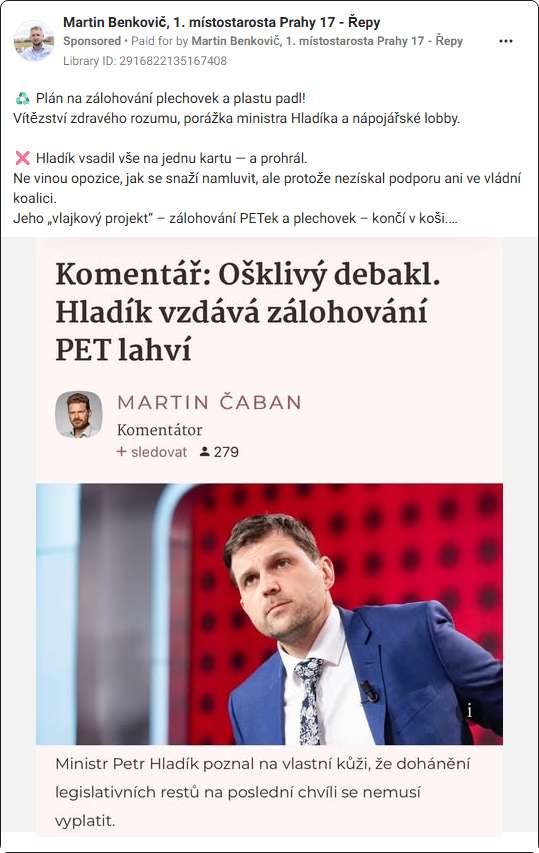 Martin Benkovič, 1. místostarosta Prahy 17 - Řepy
Sponsored • Paid for by Martin Benkovič, 1. místostarosta Prahy 17 - Řepy
Library ID: 2916822135167408
♻️ Plán na zálohování plechovek a plastu padl!
Vítězství zdravého rozumu, porážka ministra Hladíka a nápojářské lobby.
❌ Hladík vsadil vše na jednu kartu — a prohrál.
Ne vinou opozice, jak se snaží namluvit, ale protože nezískal podporu ani ve vládní
koalici.
Jeho „vlajkový projekt“ – zálohování PETek a plechovek – končí v koši....
Komentář: Ošklivý debakl.
Hladík vzdává zálohování
PET lahví
MARTIN ČABAN
Komentátor
+ sledovat 279
i
Ministr Petr Hladík poznal na vlastní kůži, že dohánění
legislativních restů na poslední chvíli se nemusí
vyplatit.